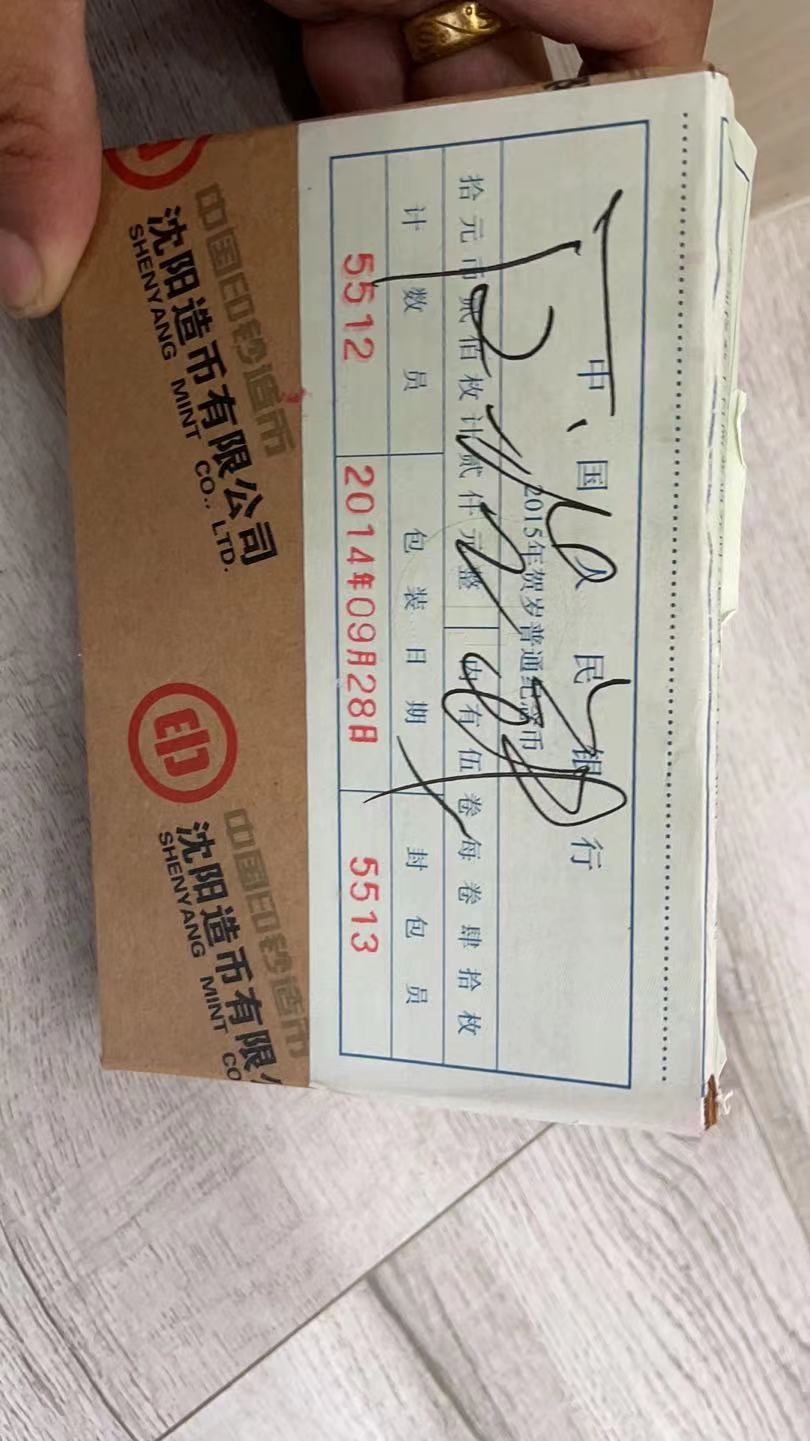 中国人民银行
2015年贺岁普通纪念币
拾元币贰佰枚计贰仟元整 内有伍卷每卷肆拾枚
计数员 包装日期 封包员
5512 2014年09月28日 5513
中国印钞造币
沈阳造币有限公司
SHENYANG MINT CO., LTD.
中国印钞造币
沈阳造币有限
SHENYANG MINT CO